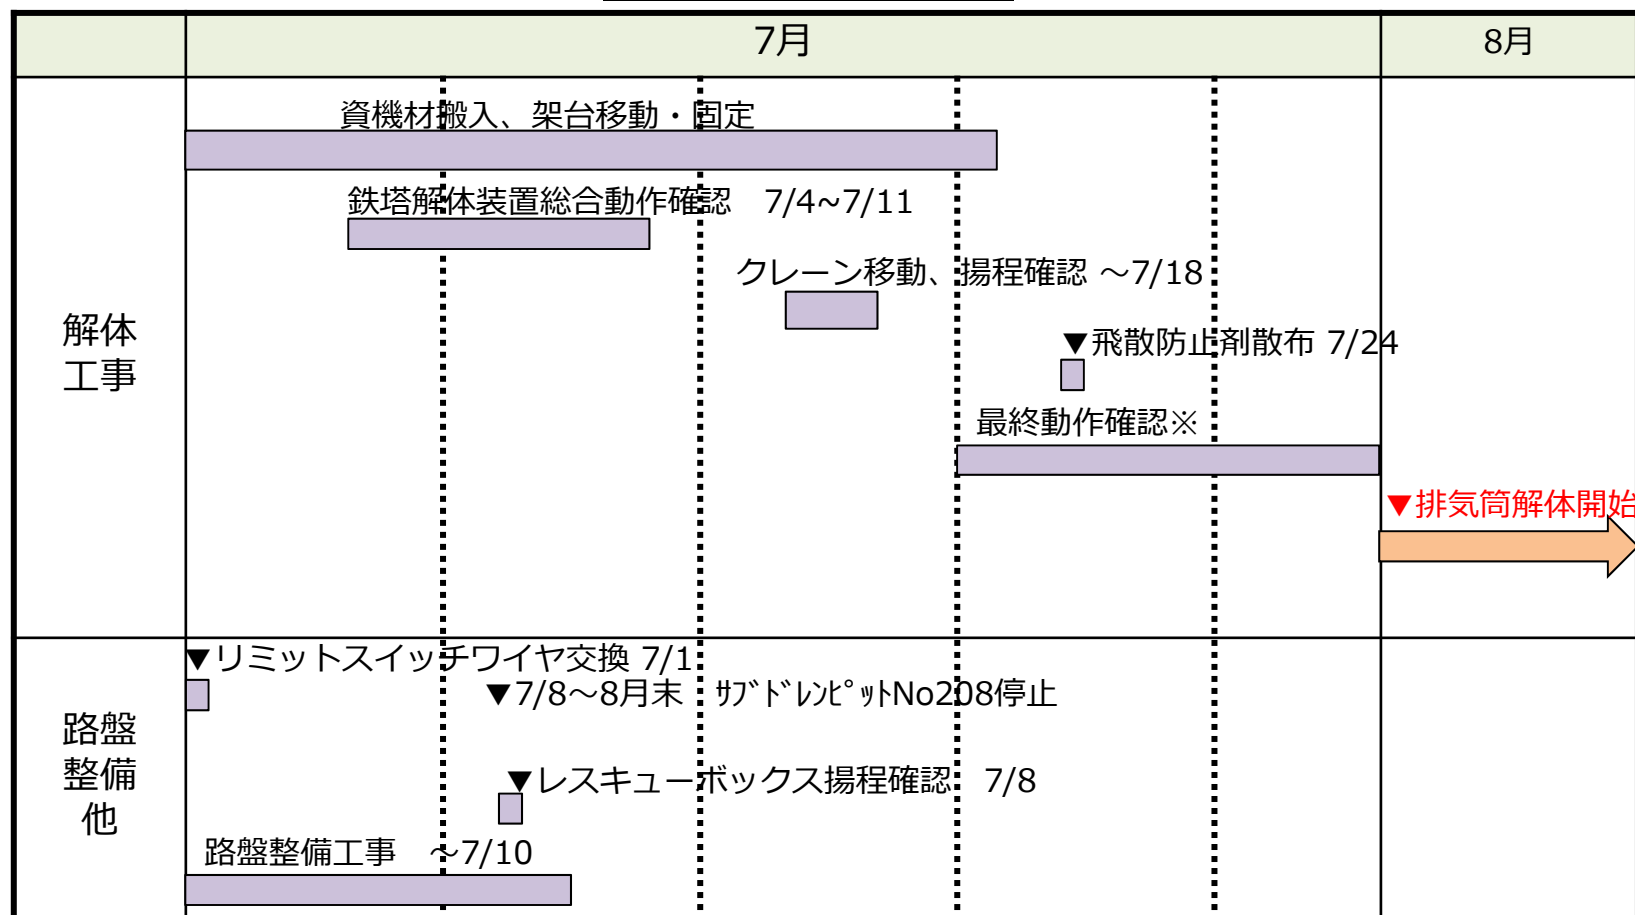 7月
8月
解体
工事
資機材搬入、架台移動・固定
鉄塔解体装置総合動作確認　7/4~7/11
クレーン移動、揚程確認 ～7/18
▼飛散防止剤散布 7/24
最終動作確認※
▼排気筒解体開始
路盤
整備
他
▼リミットスイッチワイヤ交換 7/1
▼7/8～8月末　ｻﾌﾞﾄﾞﾚﾝﾋﾟｯﾄNo208停止
▼レスキューボックス揚程確認　7/8
路盤整備工事　～7/10